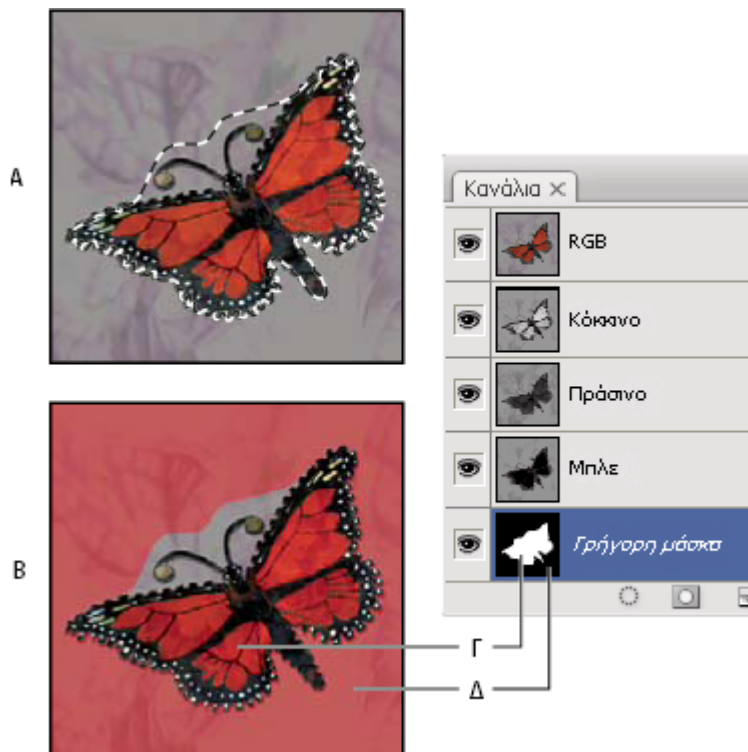 A
Κανάλια
RGB
Κόκκινο
Πράσινο
Μπλε
B
Γρήγορη μάσκα
Γ
Δ